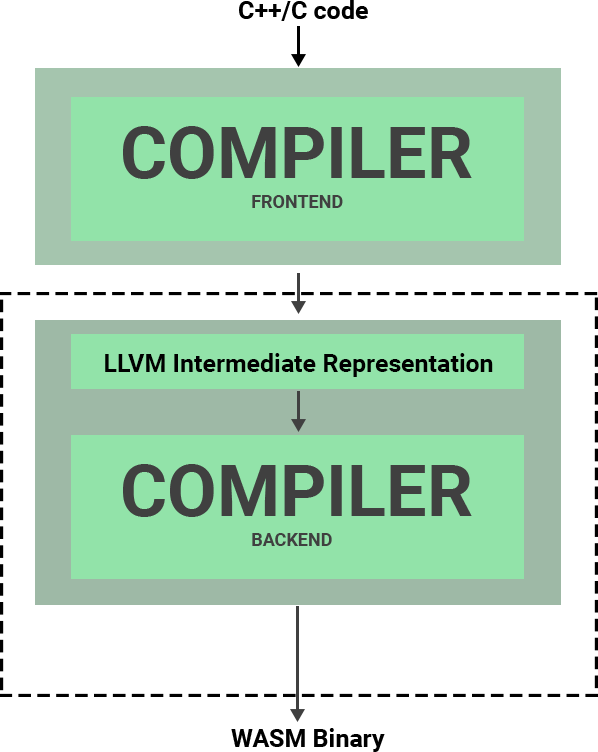 C++/C code
COMPILER
FRONTEND
LLVM Intermediate Representation
COMPILER
BACKEND
WASM Binary